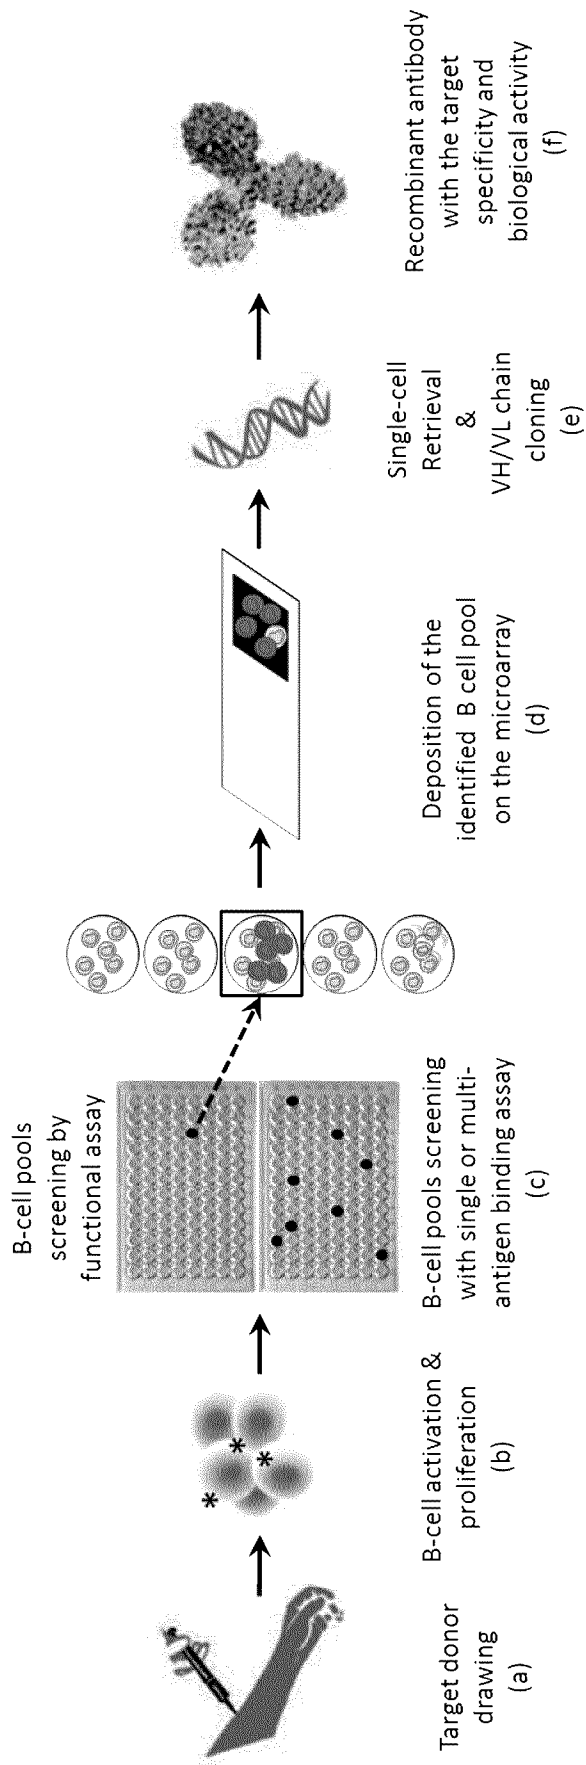 Target donor
drawing
(a)
B-cell activation &
proliferation
(b)
B-cell pools
screening by
functional assay
B-cell pools screening
with single or multi-
antigen binding assay
(c)
Deposition of the
identified B cell pool
on the microarray
(d)
Single-cell
Retrieval
&
VH/VL chain
cloning
(e)
Recombinant antibody
with the target
specificity and
biological activity
(f)